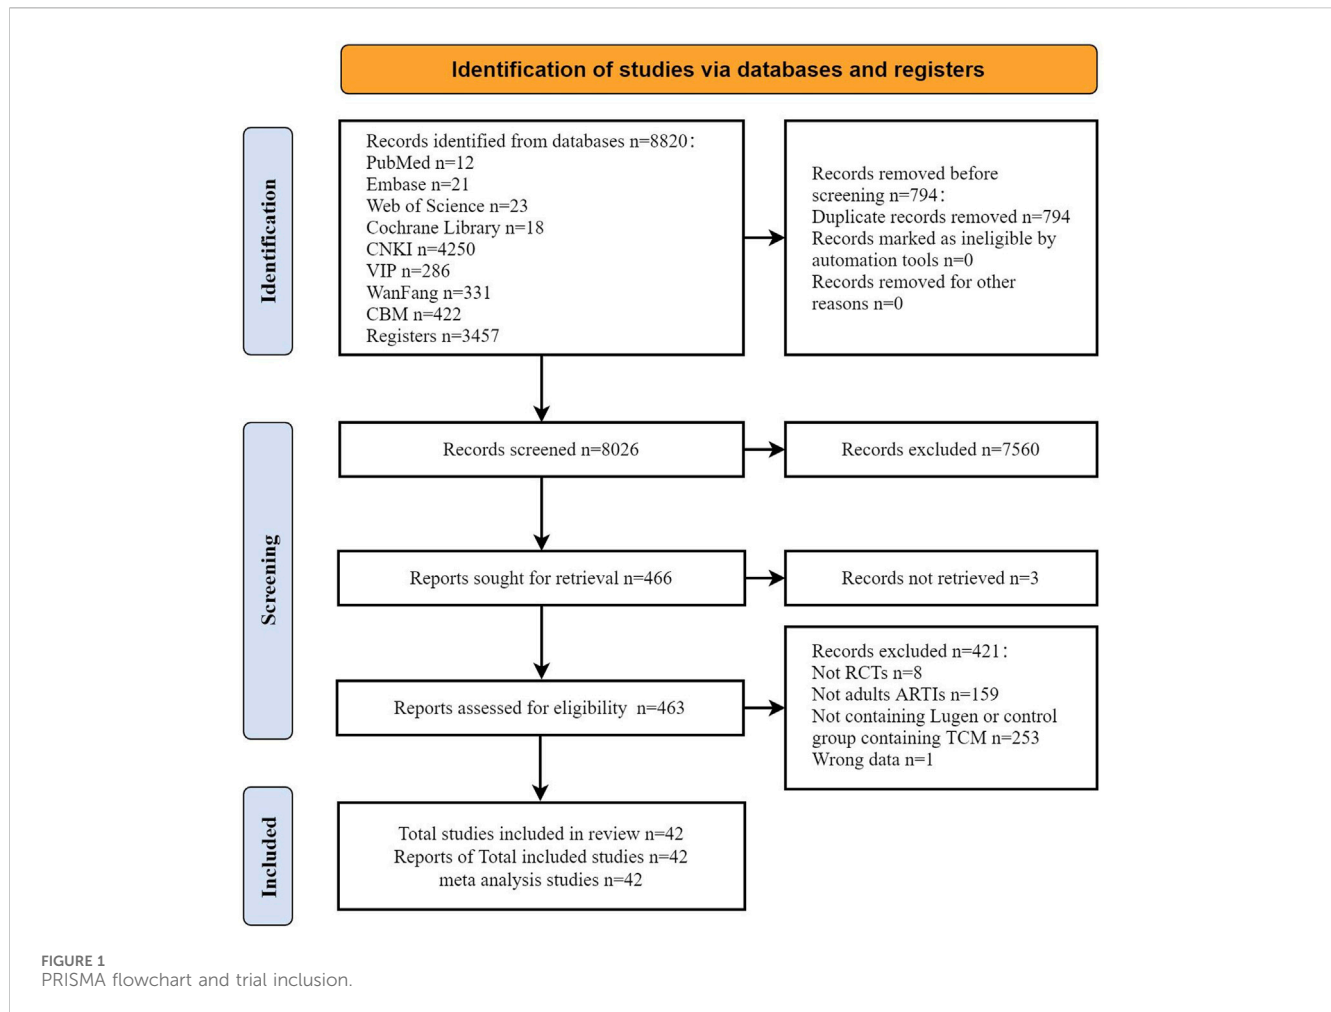 Identification of studies via databases and registers
Identification
Records identified from databases n=8820：
PubMed n=12
Embase n=21
Web of Science n=23
Cochrane Library n=18
CNKI n=4250
VIP n=286
WanFang n=331
CBM n=422
Registers n=3457
Records removed before
screening n=794：
Duplicate records removed n=794
Records marked as ineligible by
automation tools n=0
Records removed for other
reasons n=0
Screening
Records screened n=8026
Records excluded n=7560
Reports sought for retrieval n=466
Records not retrieved n=3
Reports assessed for eligibility n=463
Records excluded n=421：
Not RCTs n=8
Not adults ARTIs n=159
Not containing Lugen or control
group containing TCM n=253
Wrong data n=1
Included
Total studies included in review n=42
Reports of Total included studies n=42
meta analysis studies n=42
FIGURE 1
PRISMA flowchart and trial inclusion.